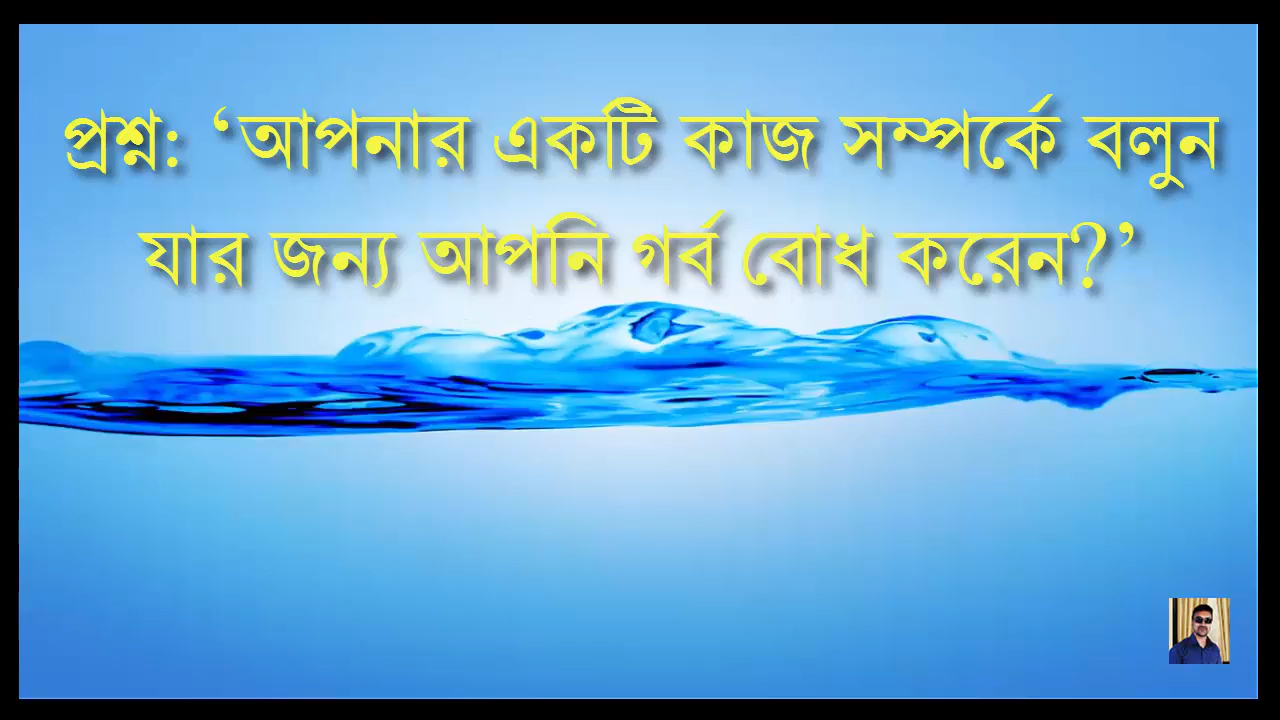 প্রশ্ন: ‘আপনার একটি কাজ সম্পর্কে বলুন
যার জন্য আপনি গর্ব বোধ করেন?’